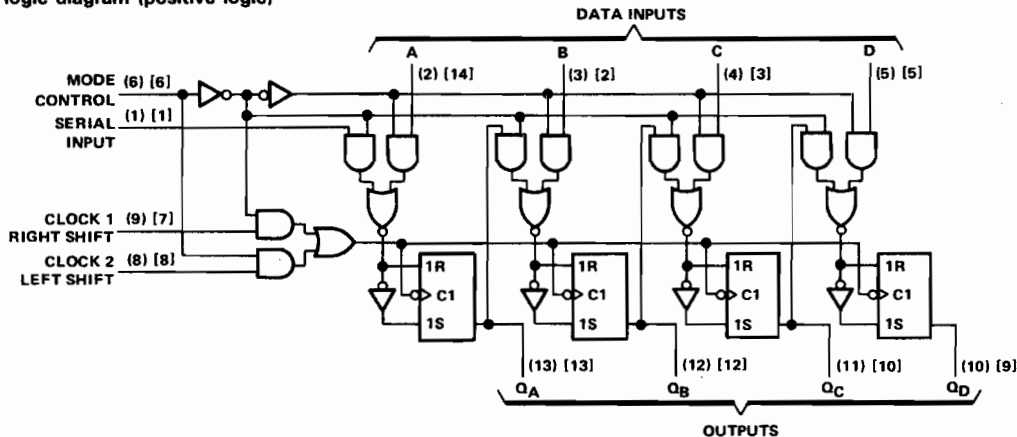 logic diagram (positive logic)
DATA INPUTS
A B C D
(2) [14] (3) [2] (4) [3] (5) [5]
MODE (6) [6]
CONTROL
SERIAL (1) [1]
INPUT
CLOCK 1 (9) [7]
RIGHT SHIFT
CLOCK 2 (8) [8]
LEFT SHIFT
1R 1R 1R 1R
C1 C1 C1 C1
1S 1S 1S 1S
(13) [13] (12) [12] (11) [10] (10) [9]
QA QB QC QD
OUTPUTS